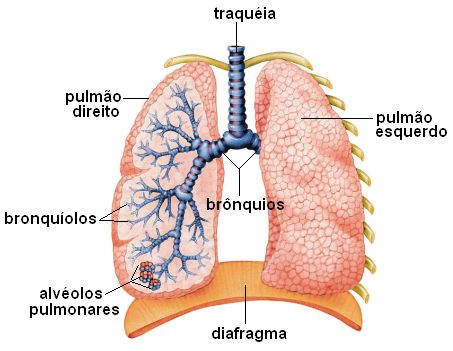 traquéia
pulmão
direito
pulmão
esquerdo
bronquíolos
brônquios
alvéolos
pulmonares
diafragma